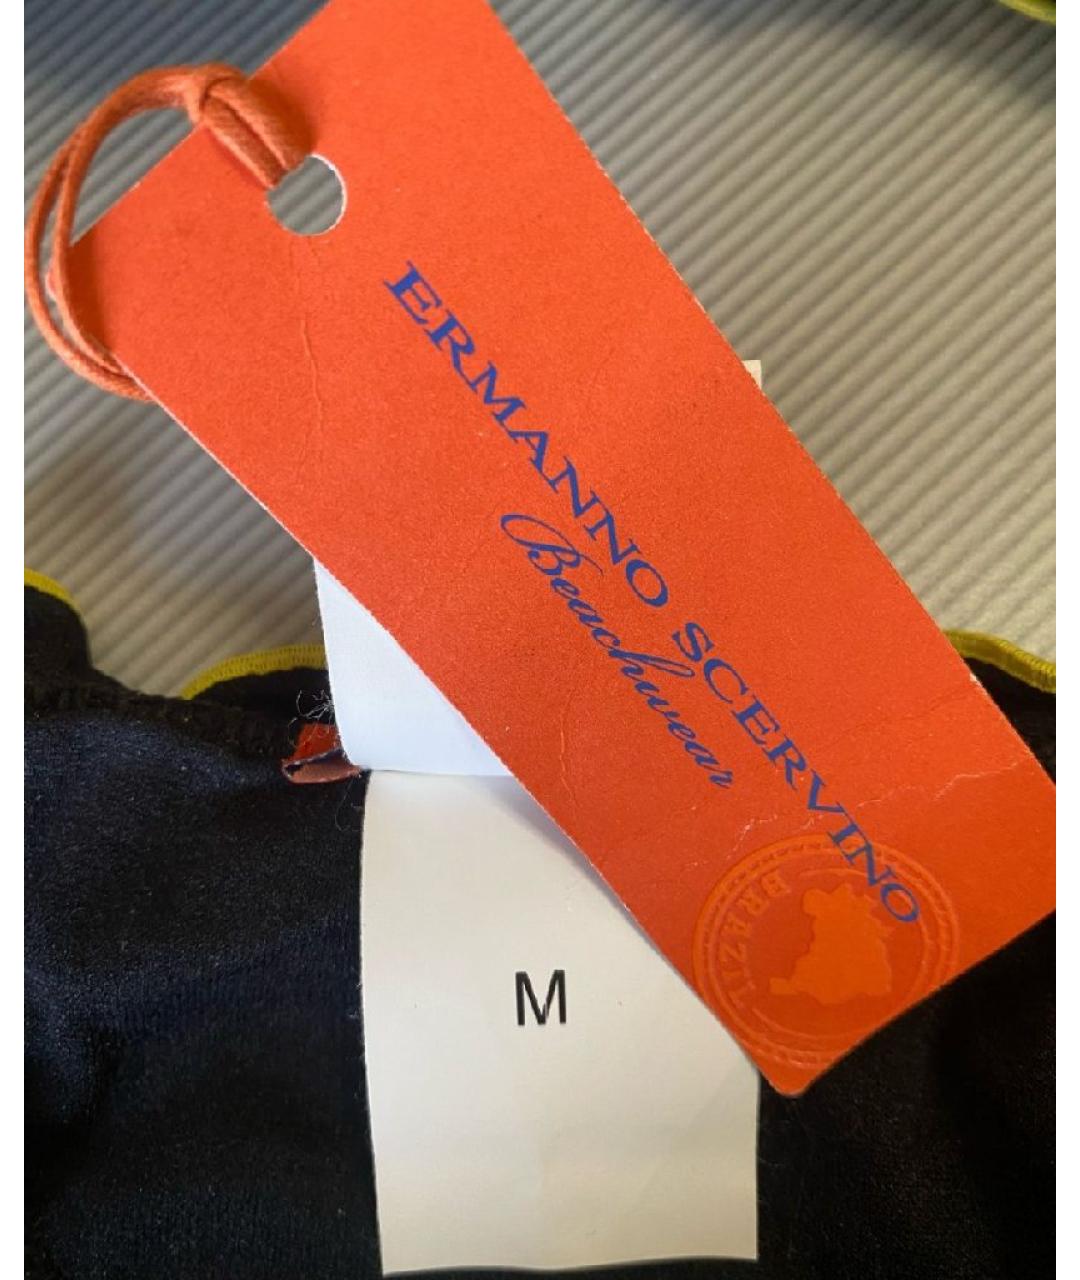 ERMANNO SCERVINO
Beachwear
BRAZIL
M